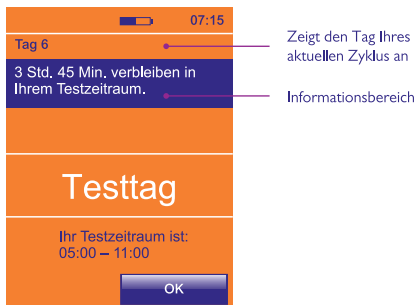 07:15
Tag 6
3 Std. 45 Min. verbleiben in
Ihrem Testzeitraum.
Testtag
Ihr Testzeitraum ist:
05:00 – 11:00
OK
Zeigt den Tag Ihres
aktuellen Zyklus an
Informationsbereich